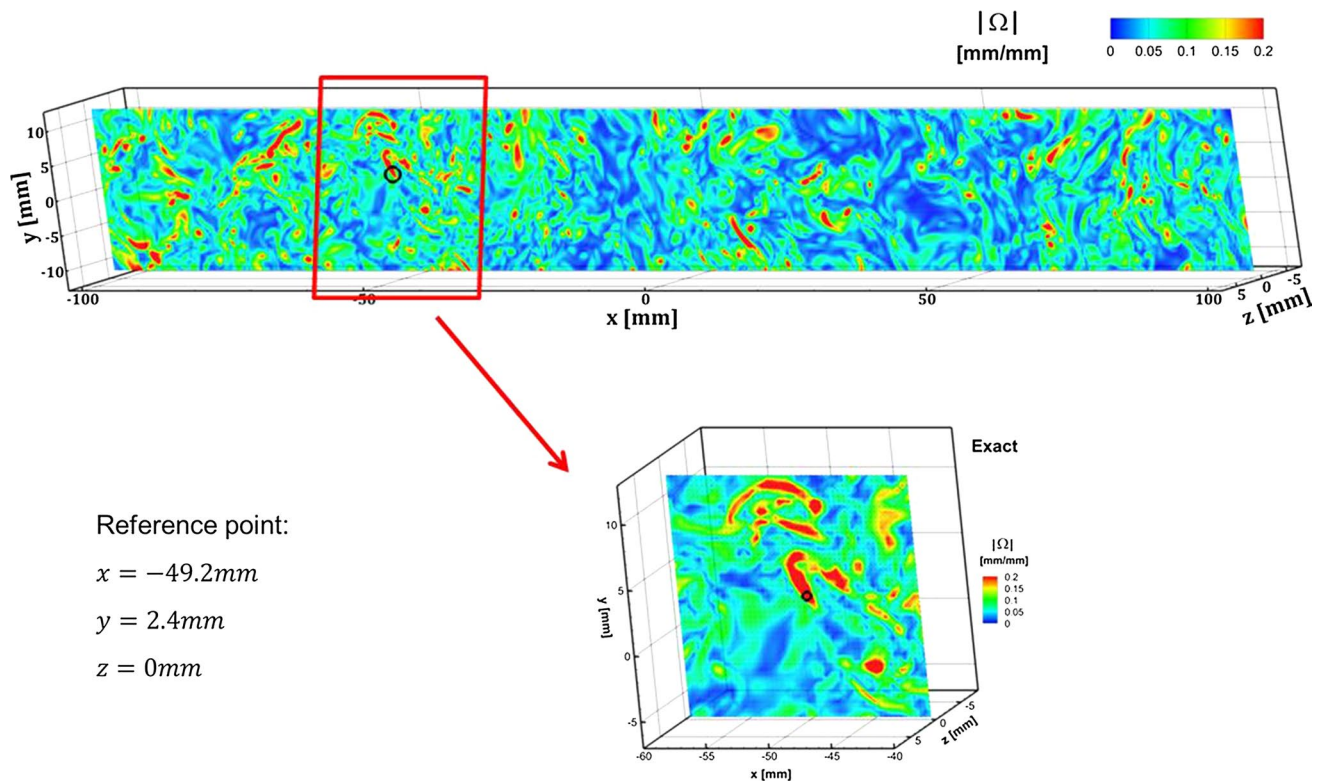 |Ω|
[mm/mm]
0 0.05 0.1 0.15 0.2
10
5
0
-5
-10
y [mm]
-100 -50 0 50 100
x [mm]
5 0 -5
z [mm]
Exact
|Ω|
[mm/mm]
0.2
0.15
0.1
0.05
0
10
5
0
-5
y [mm]
-60 -55 -50 -45 -40
x [mm]
5 0 -5
z [mm]
Reference point:
x = −49.2mm
y = 2.4mm
z = 0mm